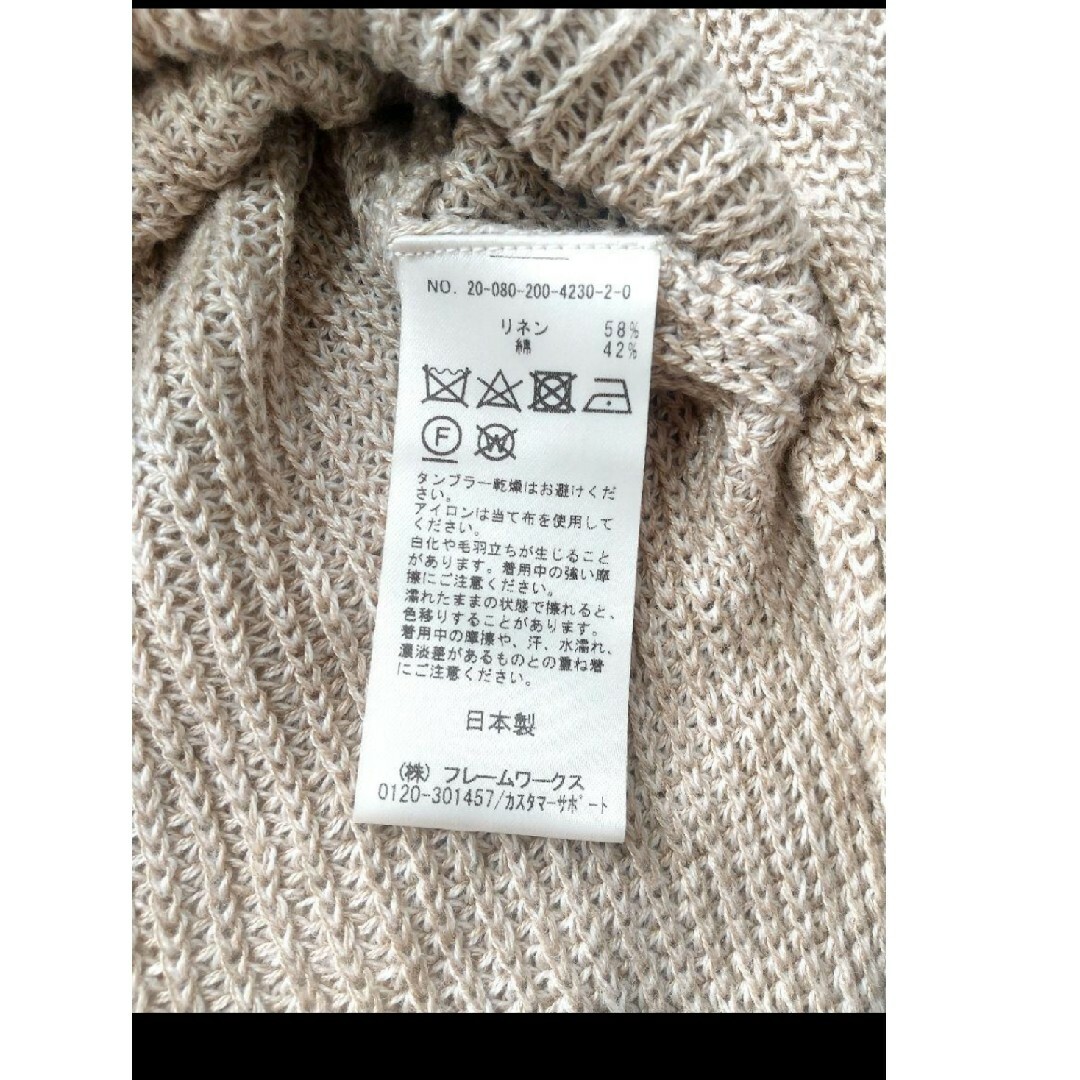 NO. 20-080-200-4230-2-0
リネン 58%
綿 42%
F W
タンブラー乾燥はお避けくだ
さい。
アイロンは当て布を使用して
ください。
白化や毛羽立ちが生じること
があります。着用中の強い摩
擦にご注意ください。
濡れたままの状態で擦れると、
色移りすることがあります。
着用中の摩擦や、汗、水濡れ、
濃淡差があるものとの重ね着
にご注意ください。
日本製
(株) フレームワークス
0120-301457/カスタマーサポート